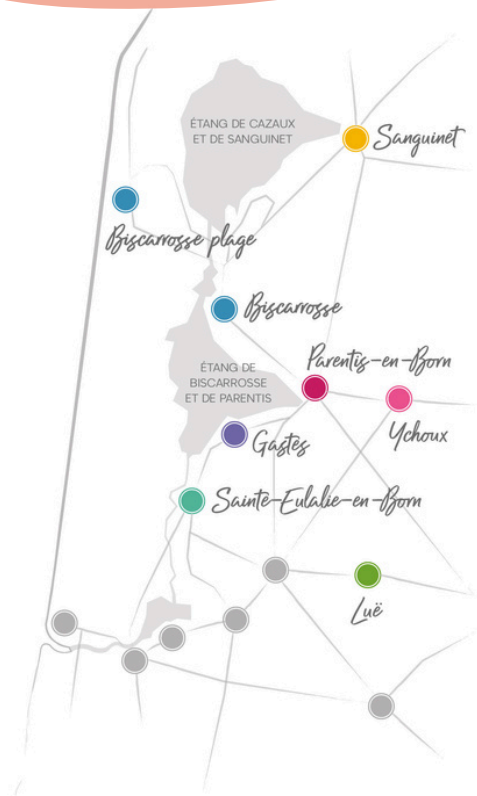 ÉTANG DE CAZAUX
ET DE SANGUINET
Sanguinet
Biscarrosse plage
Biscarrosse
Parentis-en-Born
ÉTANG DE
BISCARROSSE
ET DE PARENTIS
Ychoux
Gastes
Sainte-Eulalie-en-Born
Luë